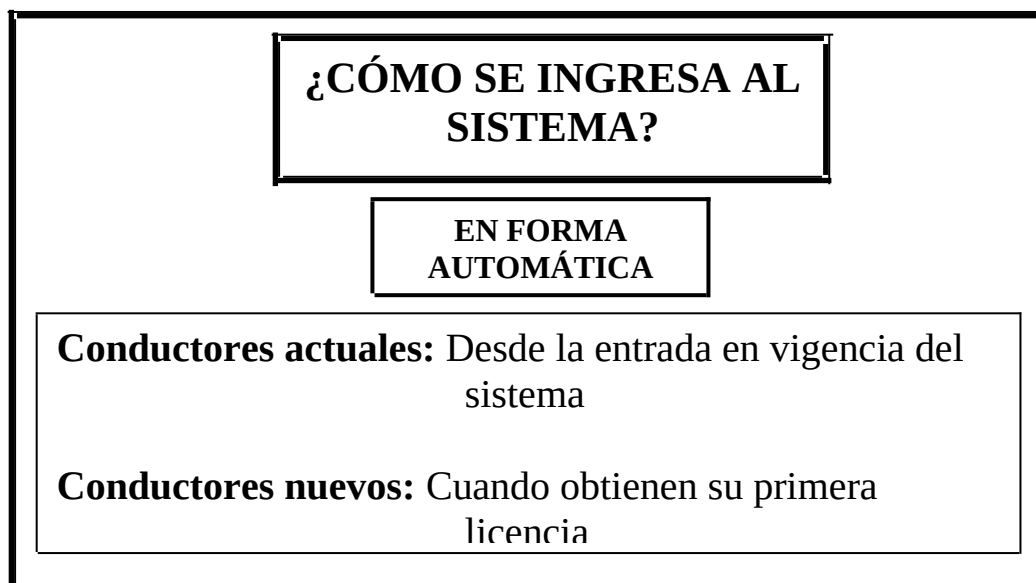 ¿CÓMO SE INGRESA AL
SISTEMA?
EN FORMA
AUTOMÁTICA
Conductores actuales: Desde la entrada en vigencia del
sistema
Conductores nuevos: Cuando obtienen su primera
licencia